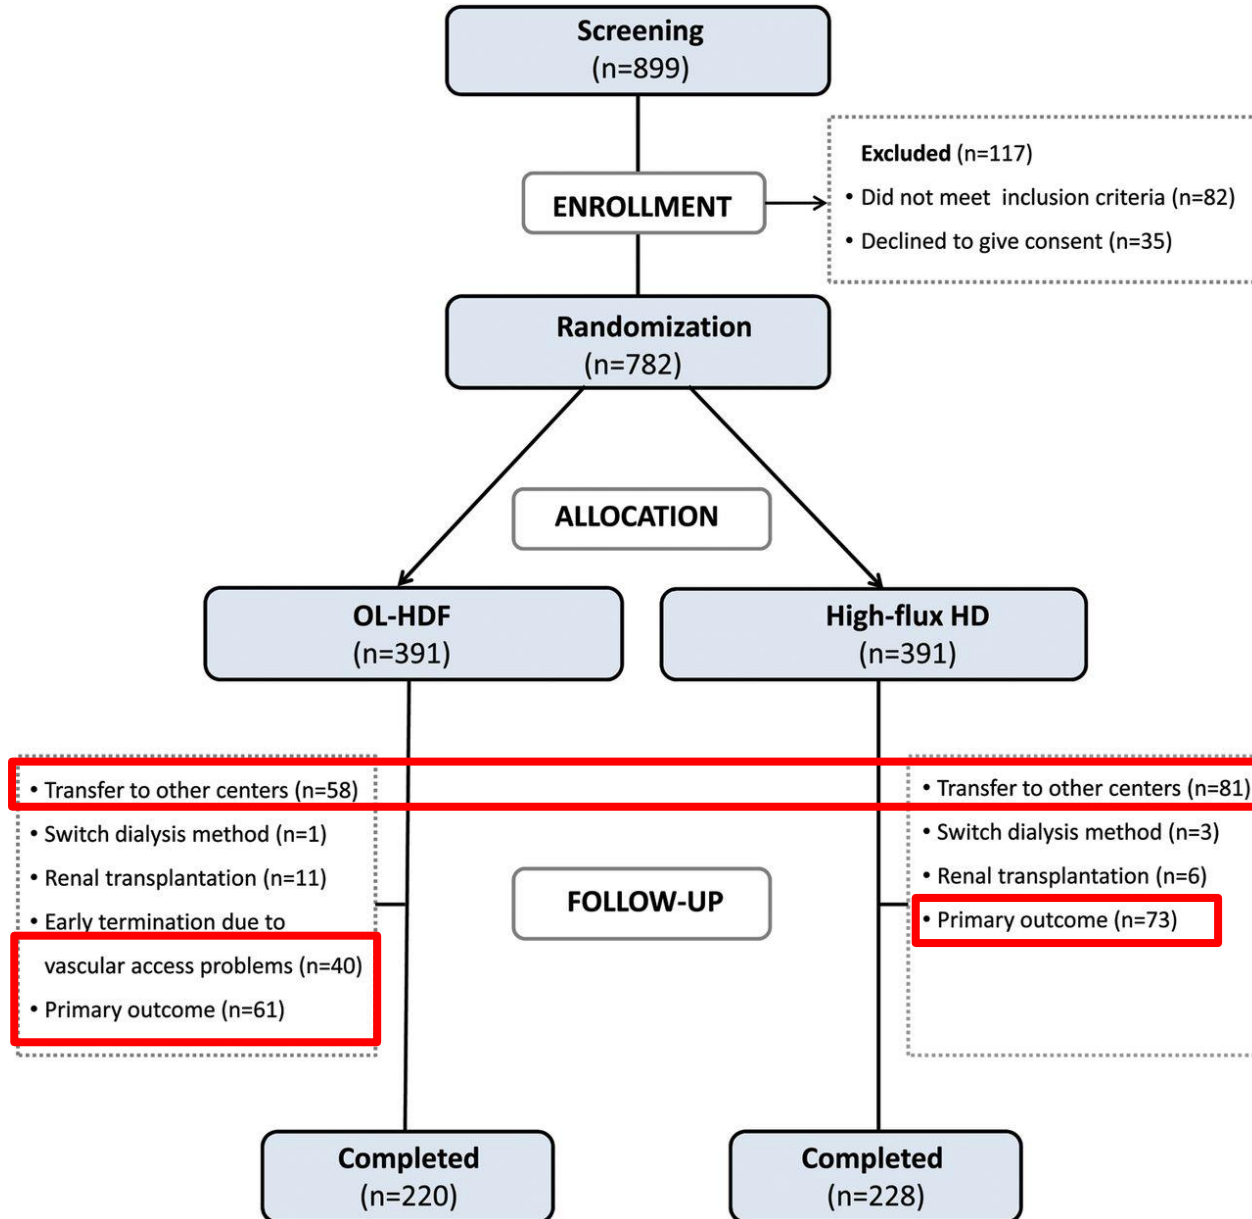 Screening
(n=899)
Excluded (n=117)
• Did not meet inclusion criteria (n=82)
• Declined to give consent (n=35)
ENROLLMENT
Randomization
(n=782)
ALLOCATION
OL-HDF
(n=391)
High-flux HD
(n=391)
• Transfer to other centers (n=58)
• Switch dialysis method (n=1)
• Renal transplantation (n=11)
• Early termination due to
vascular access problems (n=40)
• Primary outcome (n=61)
FOLLOW-UP
• Transfer to other centers (n=81)
• Switch dialysis method (n=3)
• Renal transplantation (n=6)
• Primary outcome (n=73)
Completed
(n=220)
Completed
(n=228)